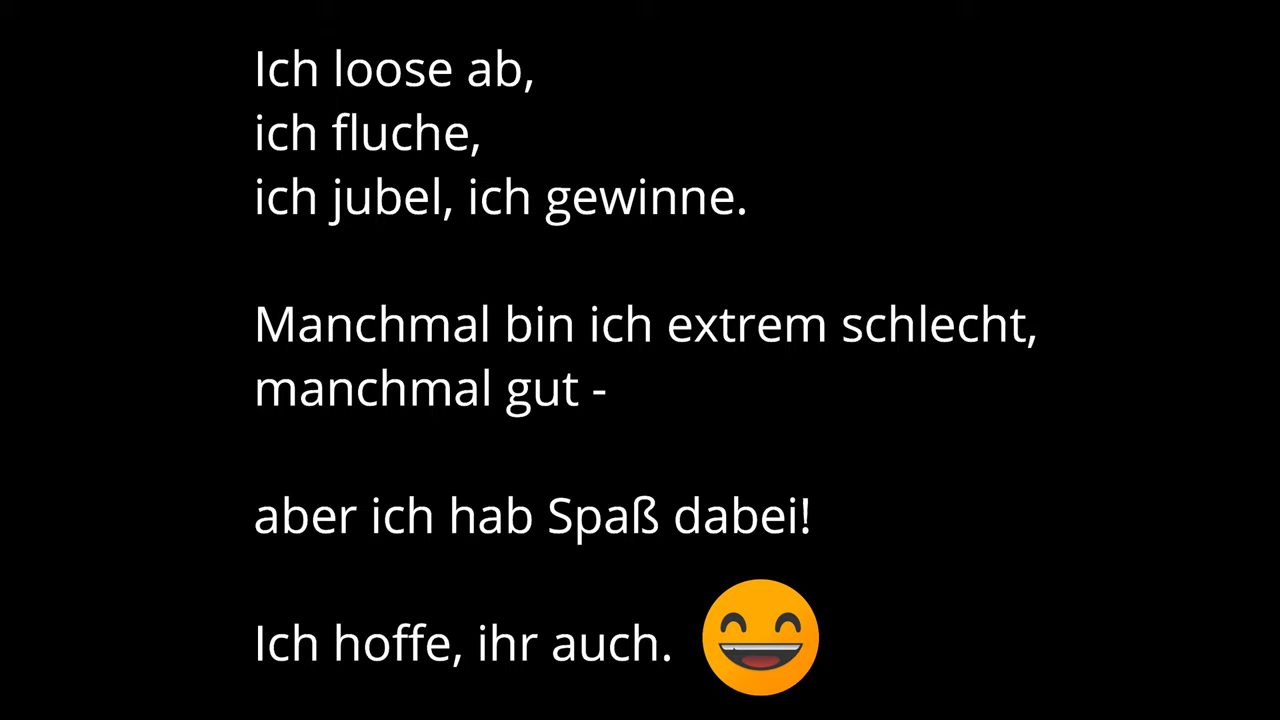 Ich loose ab,
ich fluche,
ich jubel, ich gewinne.
Manchmal bin ich extrem schlecht,
manchmal gut -
aber ich hab Spaß dabei!
Ich hoffe, ihr auch.